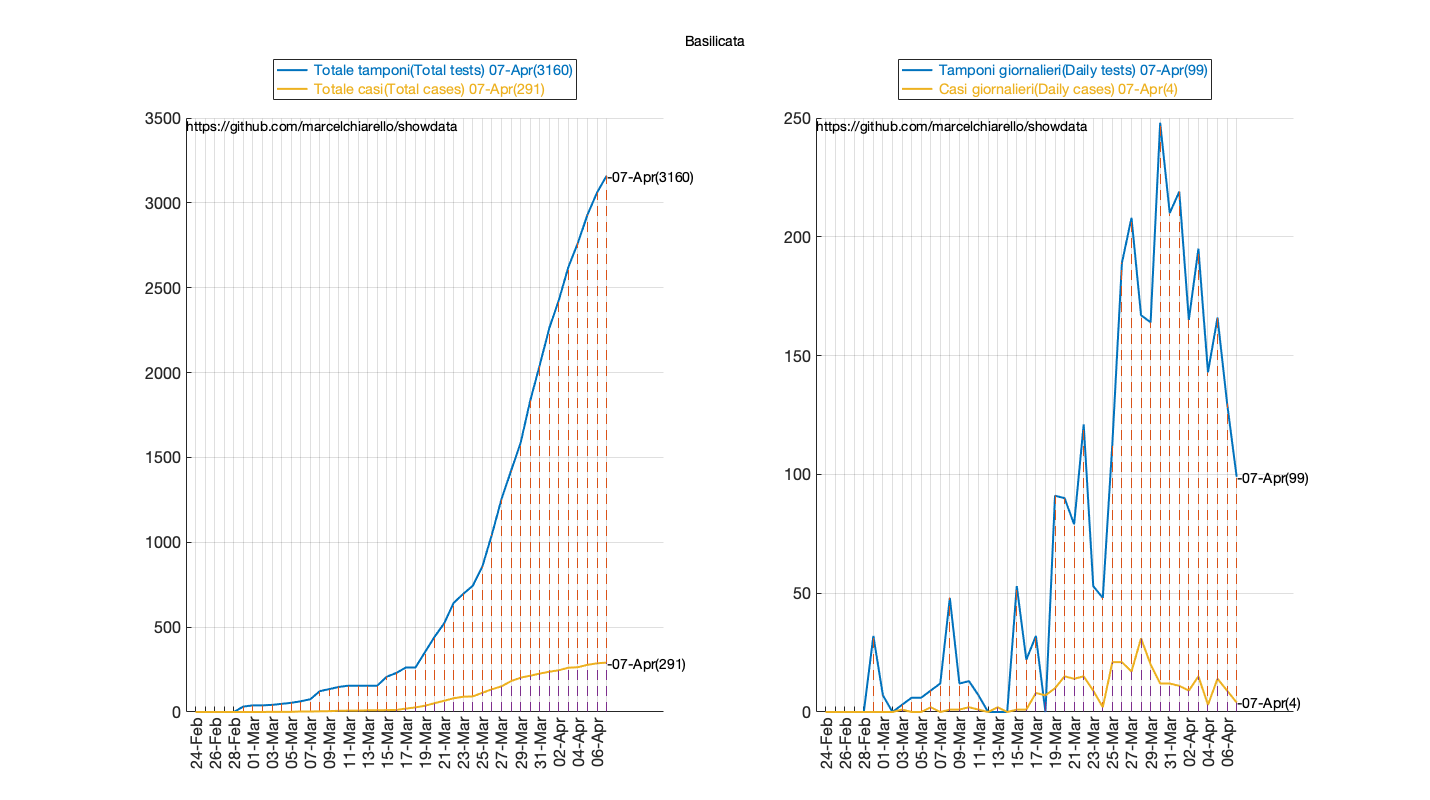 Basilicata
Totale tamponi(Total tests) 07-Apr(3160)
Totale casi(Total cases) 07-Apr(291)
https://github.com/marcelchiarello/showdata
3500
3000
2500
2000
1500
1000
500
0
-07-Apr(3160)
-07-Apr(291)
24-Feb
26-Feb
28-Feb
01-Mar
03-Mar
05-Mar
07-Mar
09-Mar
11-Mar
13-Mar
15-Mar
17-Mar
19-Mar
21-Mar
23-Mar
25-Mar
27-Mar
29-Mar
31-Mar
02-Apr
04-Apr
06-Apr
Tamponi giornalieri(Daily tests) 07-Apr(99)
Casi giornalieri(Daily cases) 07-Apr(4)
https://github.com/marcelchiarello/showdata
250
200
150
100
50
0
-07-Apr(99)
-07-Apr(4)
24-Feb
26-Feb
28-Feb
01-Mar
03-Mar
05-Mar
07-Mar
09-Mar
11-Mar
13-Mar
15-Mar
17-Mar
19-Mar
21-Mar
23-Mar
25-Mar
27-Mar
29-Mar
31-Mar
02-Apr
04-Apr
06-Apr